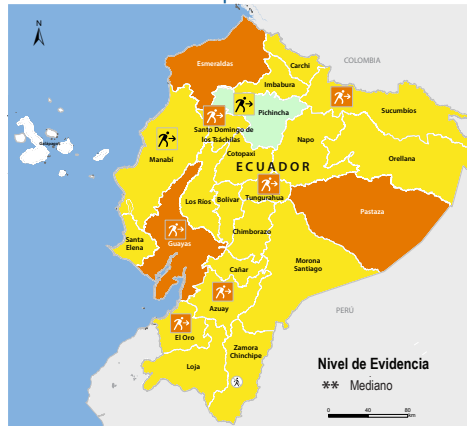 N
COLOMBIA
Esmeraldas
Carchi
Imbabura
Pichincha
Sucumbios
Santo Domingo de
los Tsáchilas
Galápagos
Manabí
Napo
Orellana
Cotopaxi
ECUADOR
Los Ríos
Bolívar
Tungurahua
Pastaza
Santa
Elena
Guayas
Chimborazo
Morona
Santiago
Cañar
Azuay
PERÚ
El Oro
Zamora
Chinchipe
Loja
Nivel de Evidencia
** Mediano
0 40 80
km